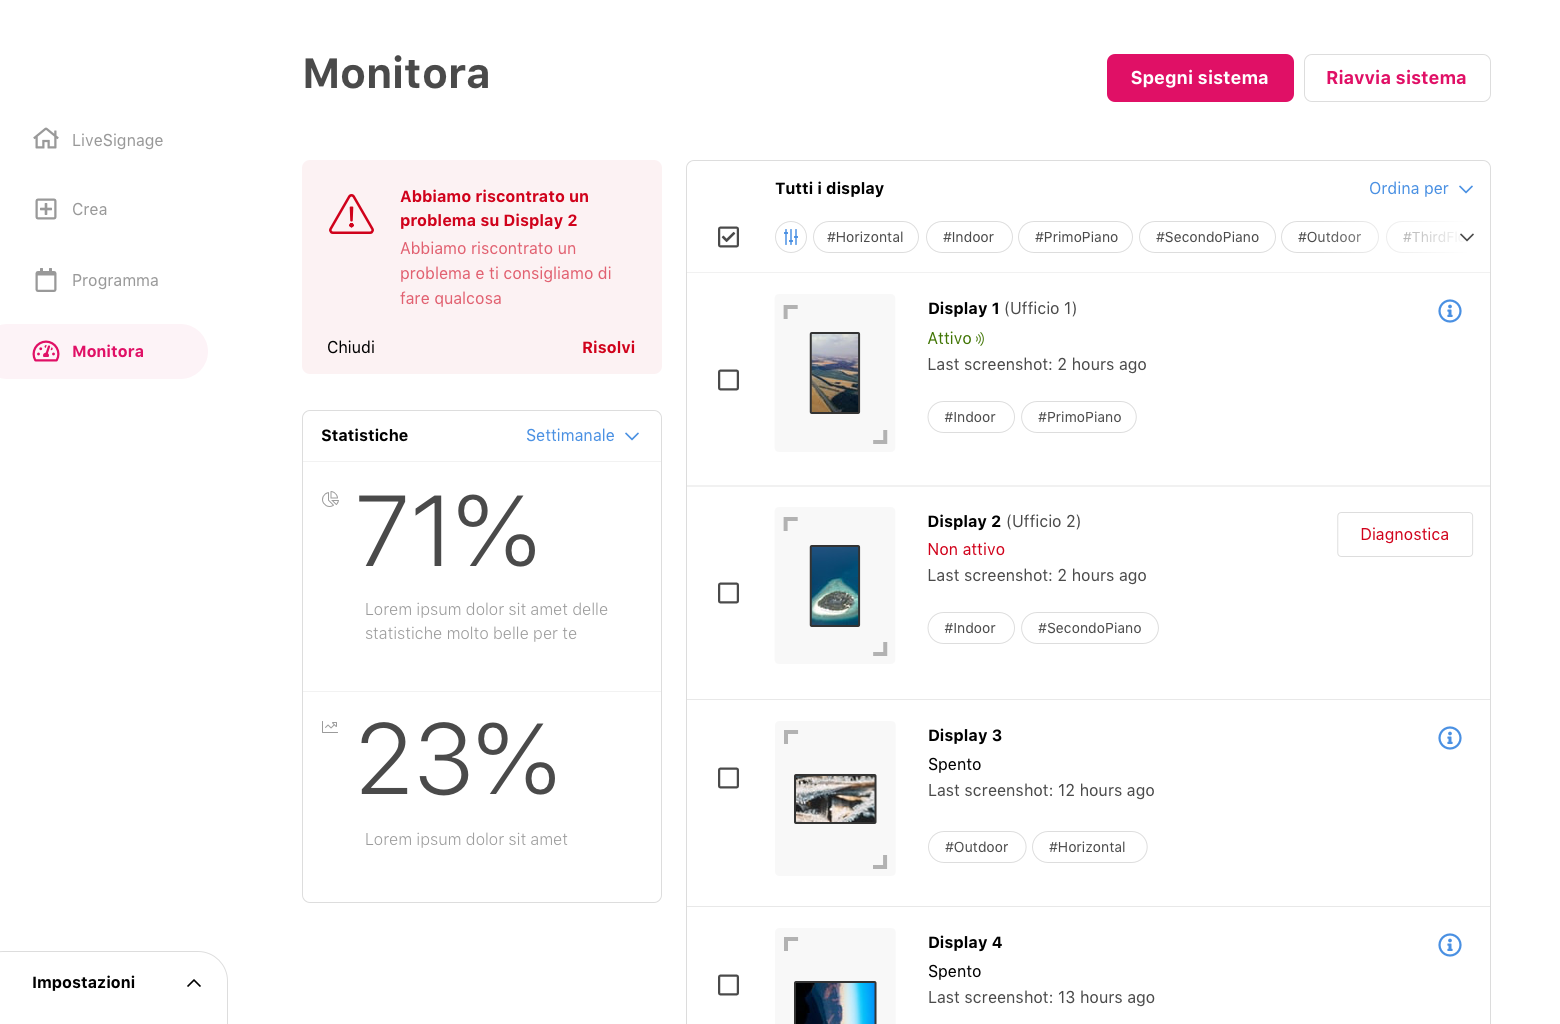 Monitora
Spegni sistema
Riavvia sistema
LiveSignage
Crea
Programma
Monitora
Impostazioni
Abbiamo riscontrato un
problema su Display 2
Abbiamo riscontrato un
problema e ti consigliamo di
fare qualcosa
Chiudi
Risolvi
Statistiche
Settimanale
71%
Lorem ipsum dolor sit amet delle
statistiche molto belle per te
23%
Lorem ipsum dolor sit amet
Tutti i display
Ordina per
#Horizontal
#Indoor
#PrimoPiano
#SecondoPiano
#Outdoor
Display 1 (Ufficio 1)
Attivo
Last screenshot: 2 hours ago
#Indoor
#PrimoPiano
Display 2 (Ufficio 2)
Non attivo
Last screenshot: 2 hours ago
#Indoor
#SecondoPiano
Diagnostica
Display 3
Spento
Last screenshot: 12 hours ago
#Outdoor
#Horizontal
Display 4
Spento
Last screenshot: 13 hours ago